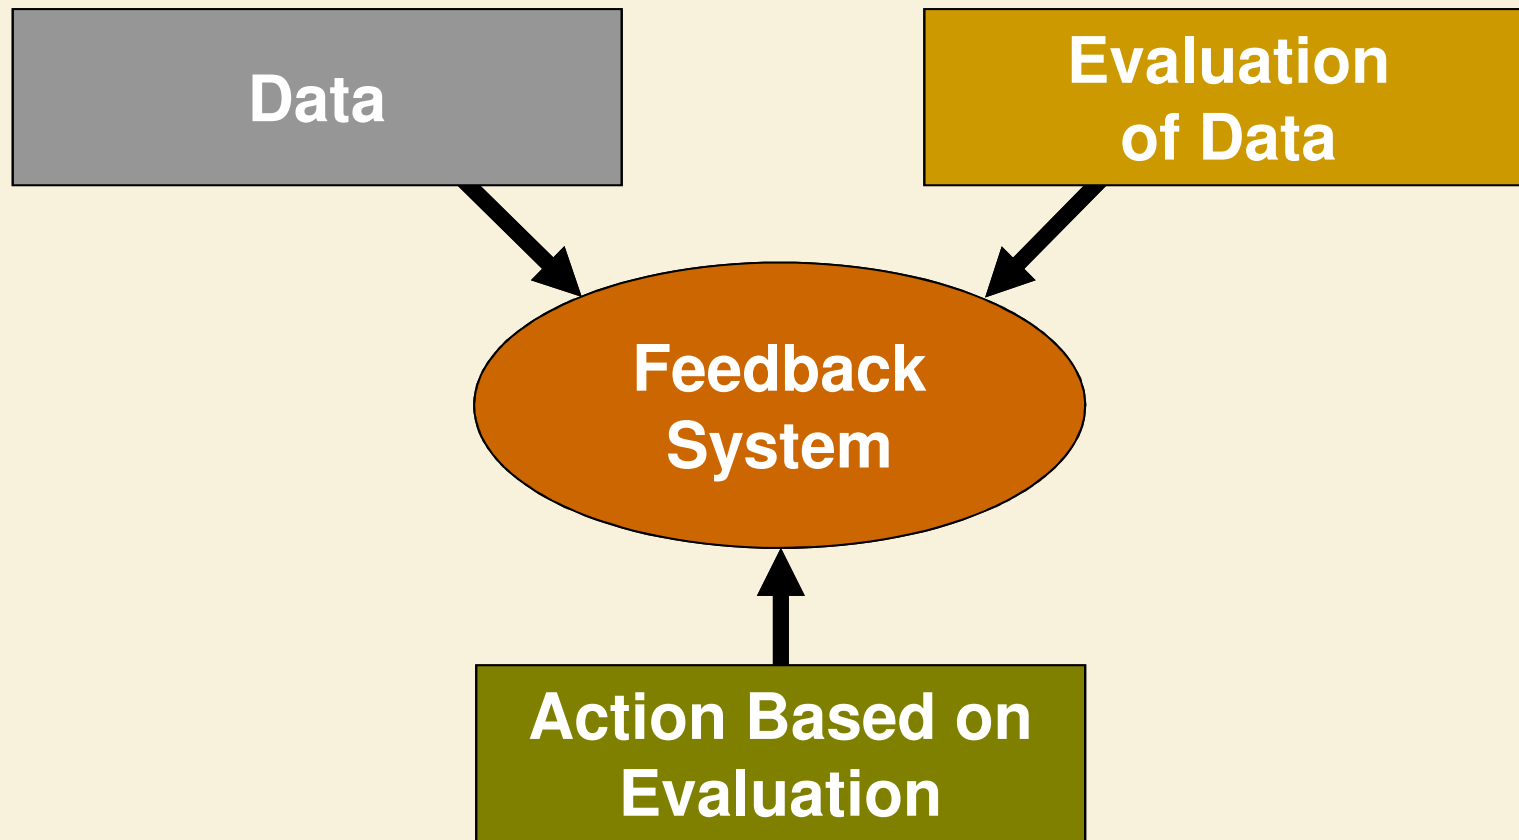 Data
Evaluation
of Data
Feedback
System
Action Based on
Evaluation